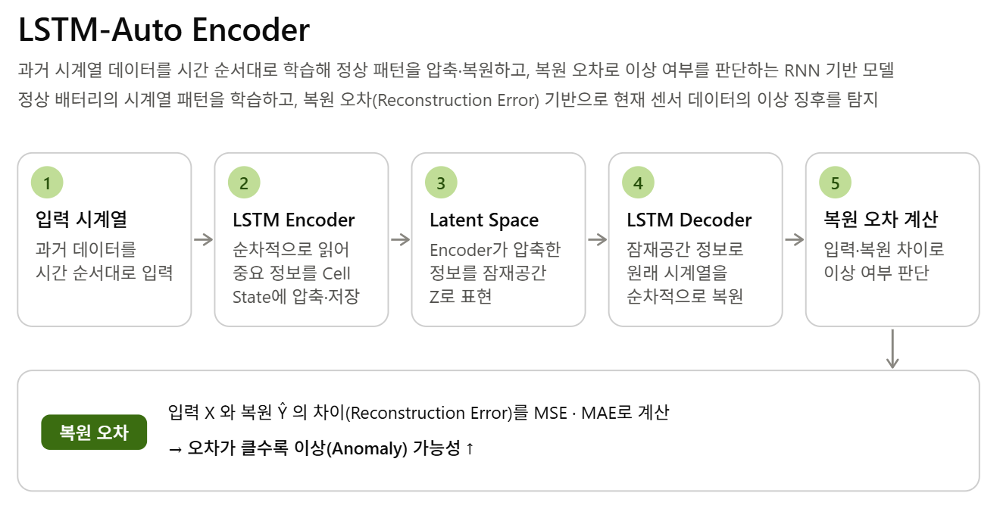 LSTM-Auto Encoder
과거 시계열 데이터를 시간 순서대로 학습해 정상 패턴을 압축·복원하고, 복원 오차로 이상 여부를 판단하는 RNN 기반 모델
정상 배터리의 시계열 패턴을 학습하고, 복원 오차(Reconstruction Error) 기반으로 현재 센서 데이터의 이상 징후를 탐지
1
입력 시계열
과거 데이터를
시간 순서대로 입력
2
LSTM Encoder
순차적으로 읽어
중요 정보를 Cell
State에 압축·저장
3
Latent Space
Encoder가 압축한
정보를 잠재공간
Z로 표현
4
LSTM Decoder
잠재공간 정보로
원래 시계열을
순차적으로 복원
5
복원 오차 계산
입력·복원 차이로
이상 여부 판단
복원 오차
입력 X 와 복원 Ŷ 의 차이(Reconstruction Error)를 MSE · MAE로 계산
→ 오차가 클수록 이상(Anomaly) 가능성 ↑